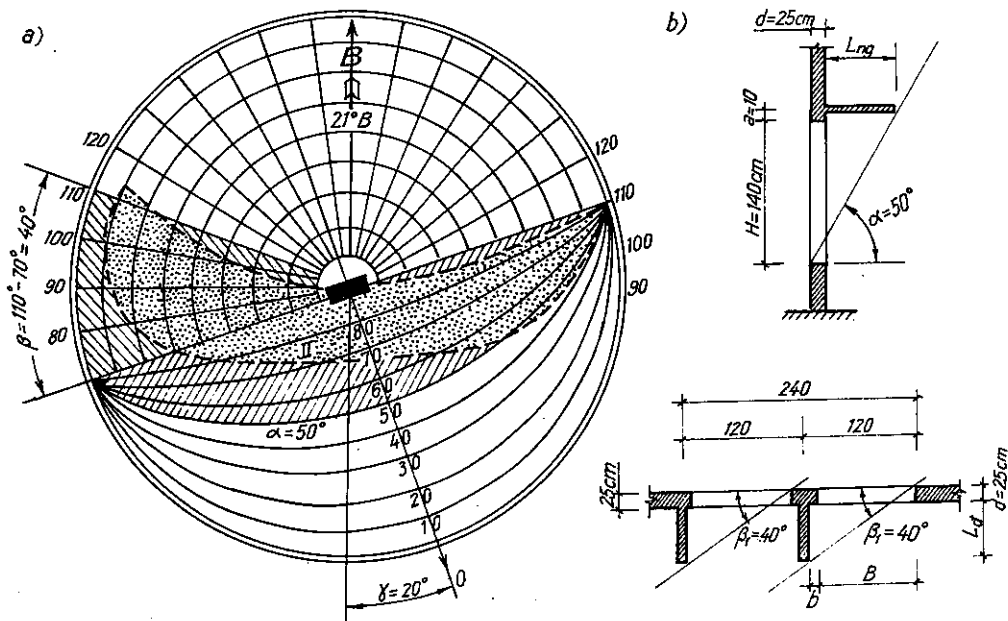 a)
B
21°B
120
110
100
90
80
β = 110°-70° = 40°
120
110
100
90
II
80
70
60
50
40
30
20
10
0
α=50°
γ=20°
b)
d=25cm
Lng
a=10
H=140cm
α=50°
240
120
120
25cm
β₁=40°
β₁=40°
d=25cm
Lđ
b
B